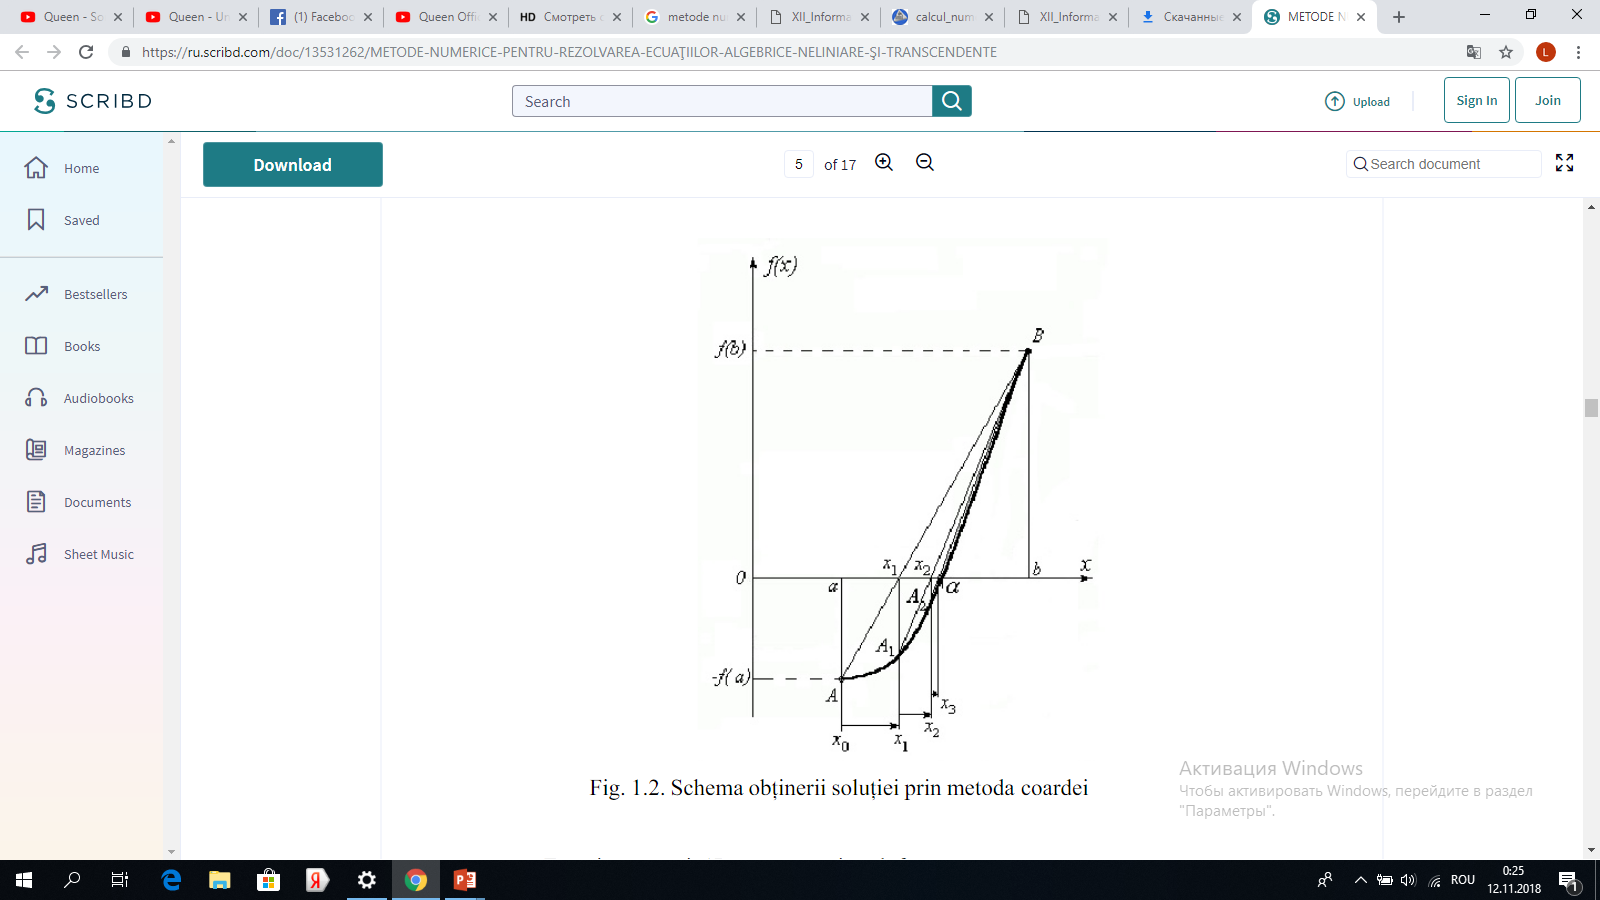 Queen - So
Queen - Un
(1) Facebo
Queen Offi
HD Смотреть
metode nu
XII_Informa
calcul_num
XII_Informa
Скачанные
METODE N
https://ru.scribd.com/doc/13531262/METODE-NUMERICE-PENTRU-REZOLVAREA-ECUAŢIILOR-ALGEBRICE-NELINIARE-ŞI-TRANSCENDENTE
L
SCRIBD
Search
Upload
Sign In
Join
Download
5 of 17
Search document
Home
Saved
Bestsellers
Books
Audiobooks
Magazines
Documents
Sheet Music
f(x)
B
f(b)
x1 x2 b x
0 a α
A2
A1
-f(a)
A
x3
x2
x0 x1
Fig. 1.2. Schema obținerii soluției prin metoda coardei
Активация Windows
Чтобы активировать Windows, перейдите в раздел
"Параметры".
ROU
0:25
12.11.2018
1